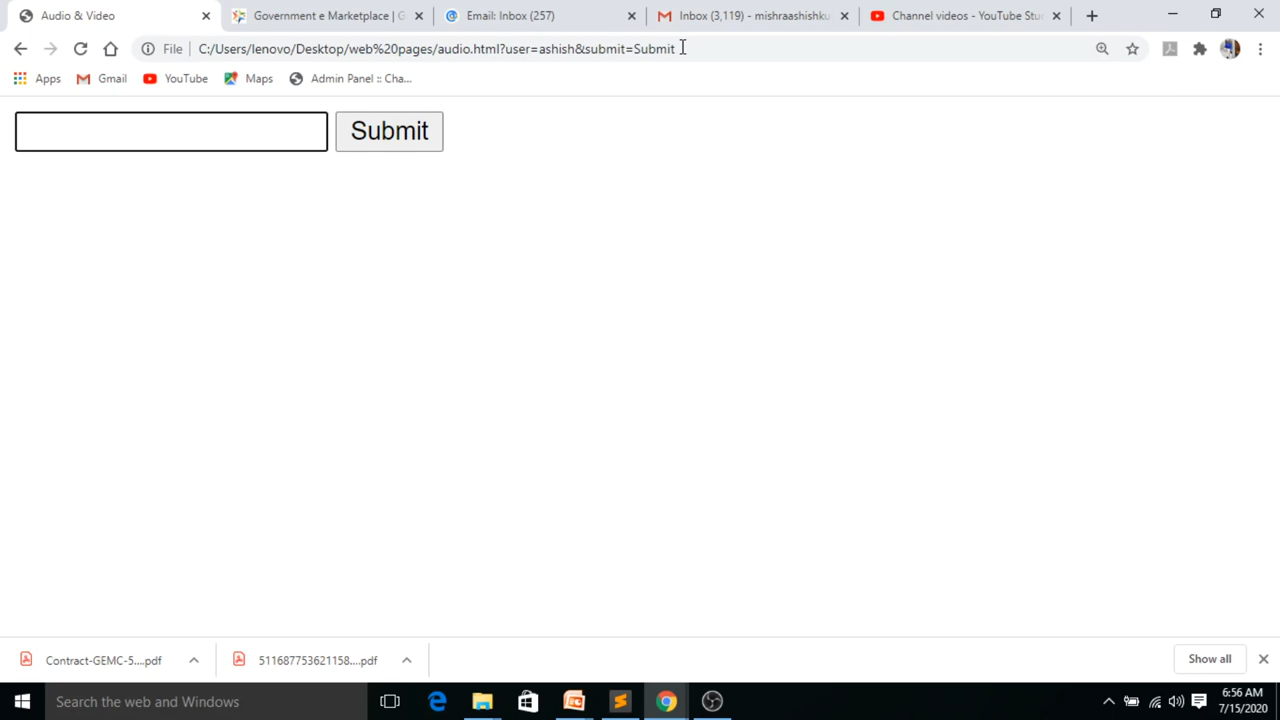 Audio & Video
Government e Marketplace | G
Email: Inbox (257)
Inbox (3,119) - mishraashishku
Channel videos - YouTube Stu
File
C:/Users/lenovo/Desktop/web%20pages/audio.html?user=ashish&submit=Submit
Apps
Gmail
YouTube
Maps
Admin Panel :: Cha...
Submit
Contract-GEMC-5....pdf
511687753621158....pdf
Show all
Search the web and Windows
6:56 AM
7/15/2020